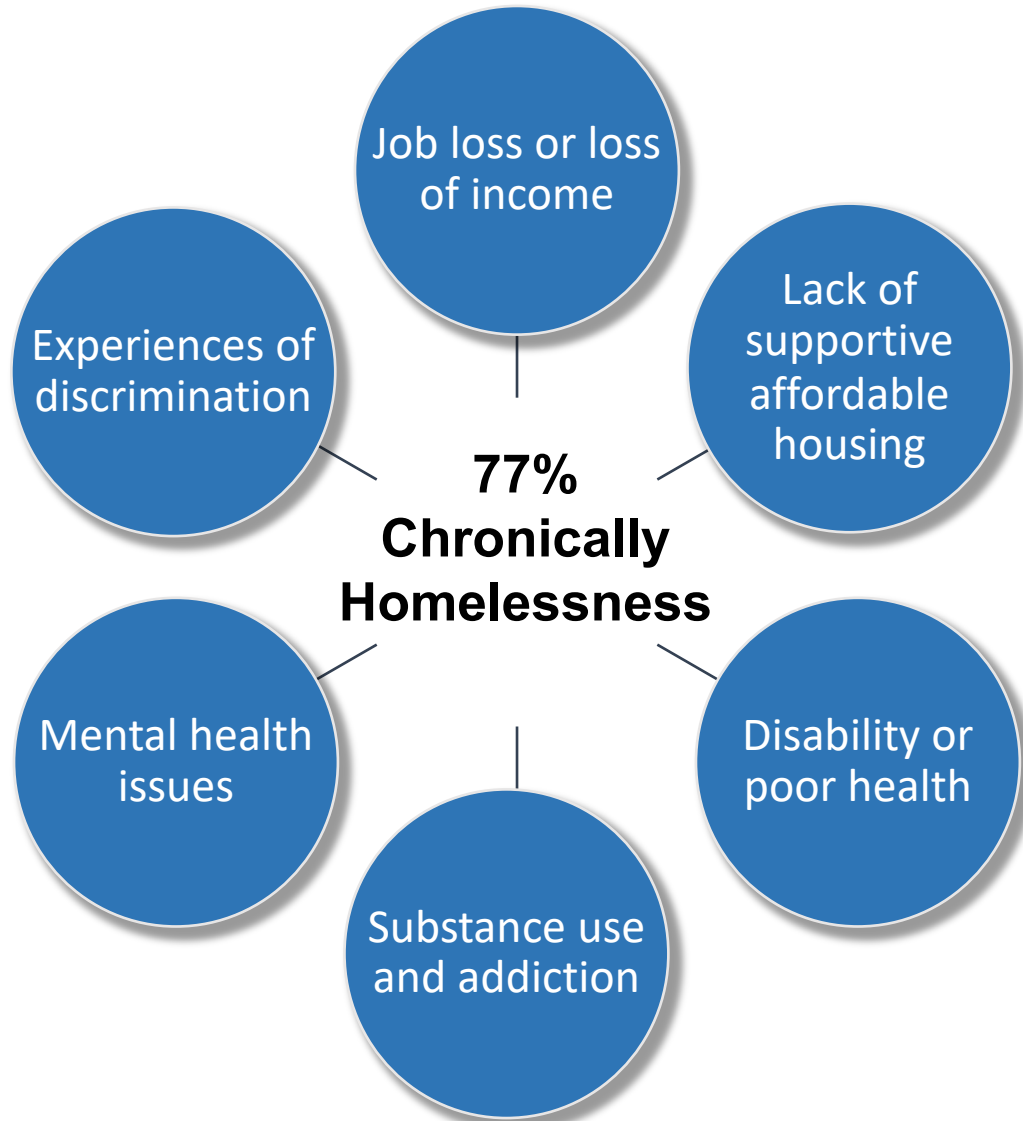 Job loss or loss
of income
Lack of
supportive
affordable
housing
Experiences of
discrimination
77%
Chronically
Homelessness
Mental health
issues
Disability or
poor health
Substance use
and addiction